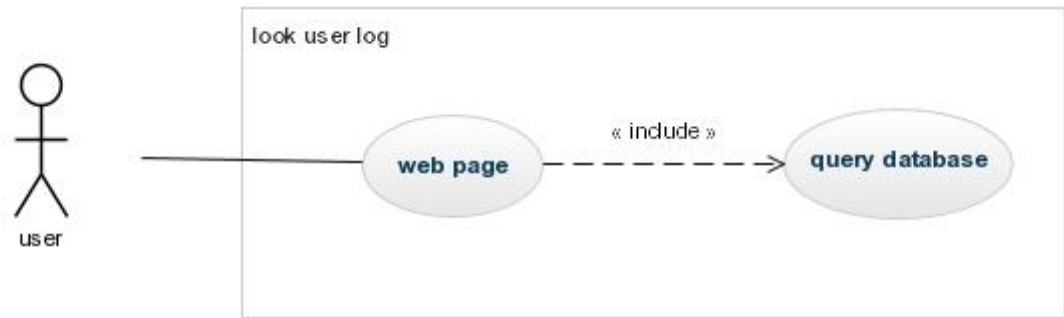 look user log
« include »
web page
query database
user